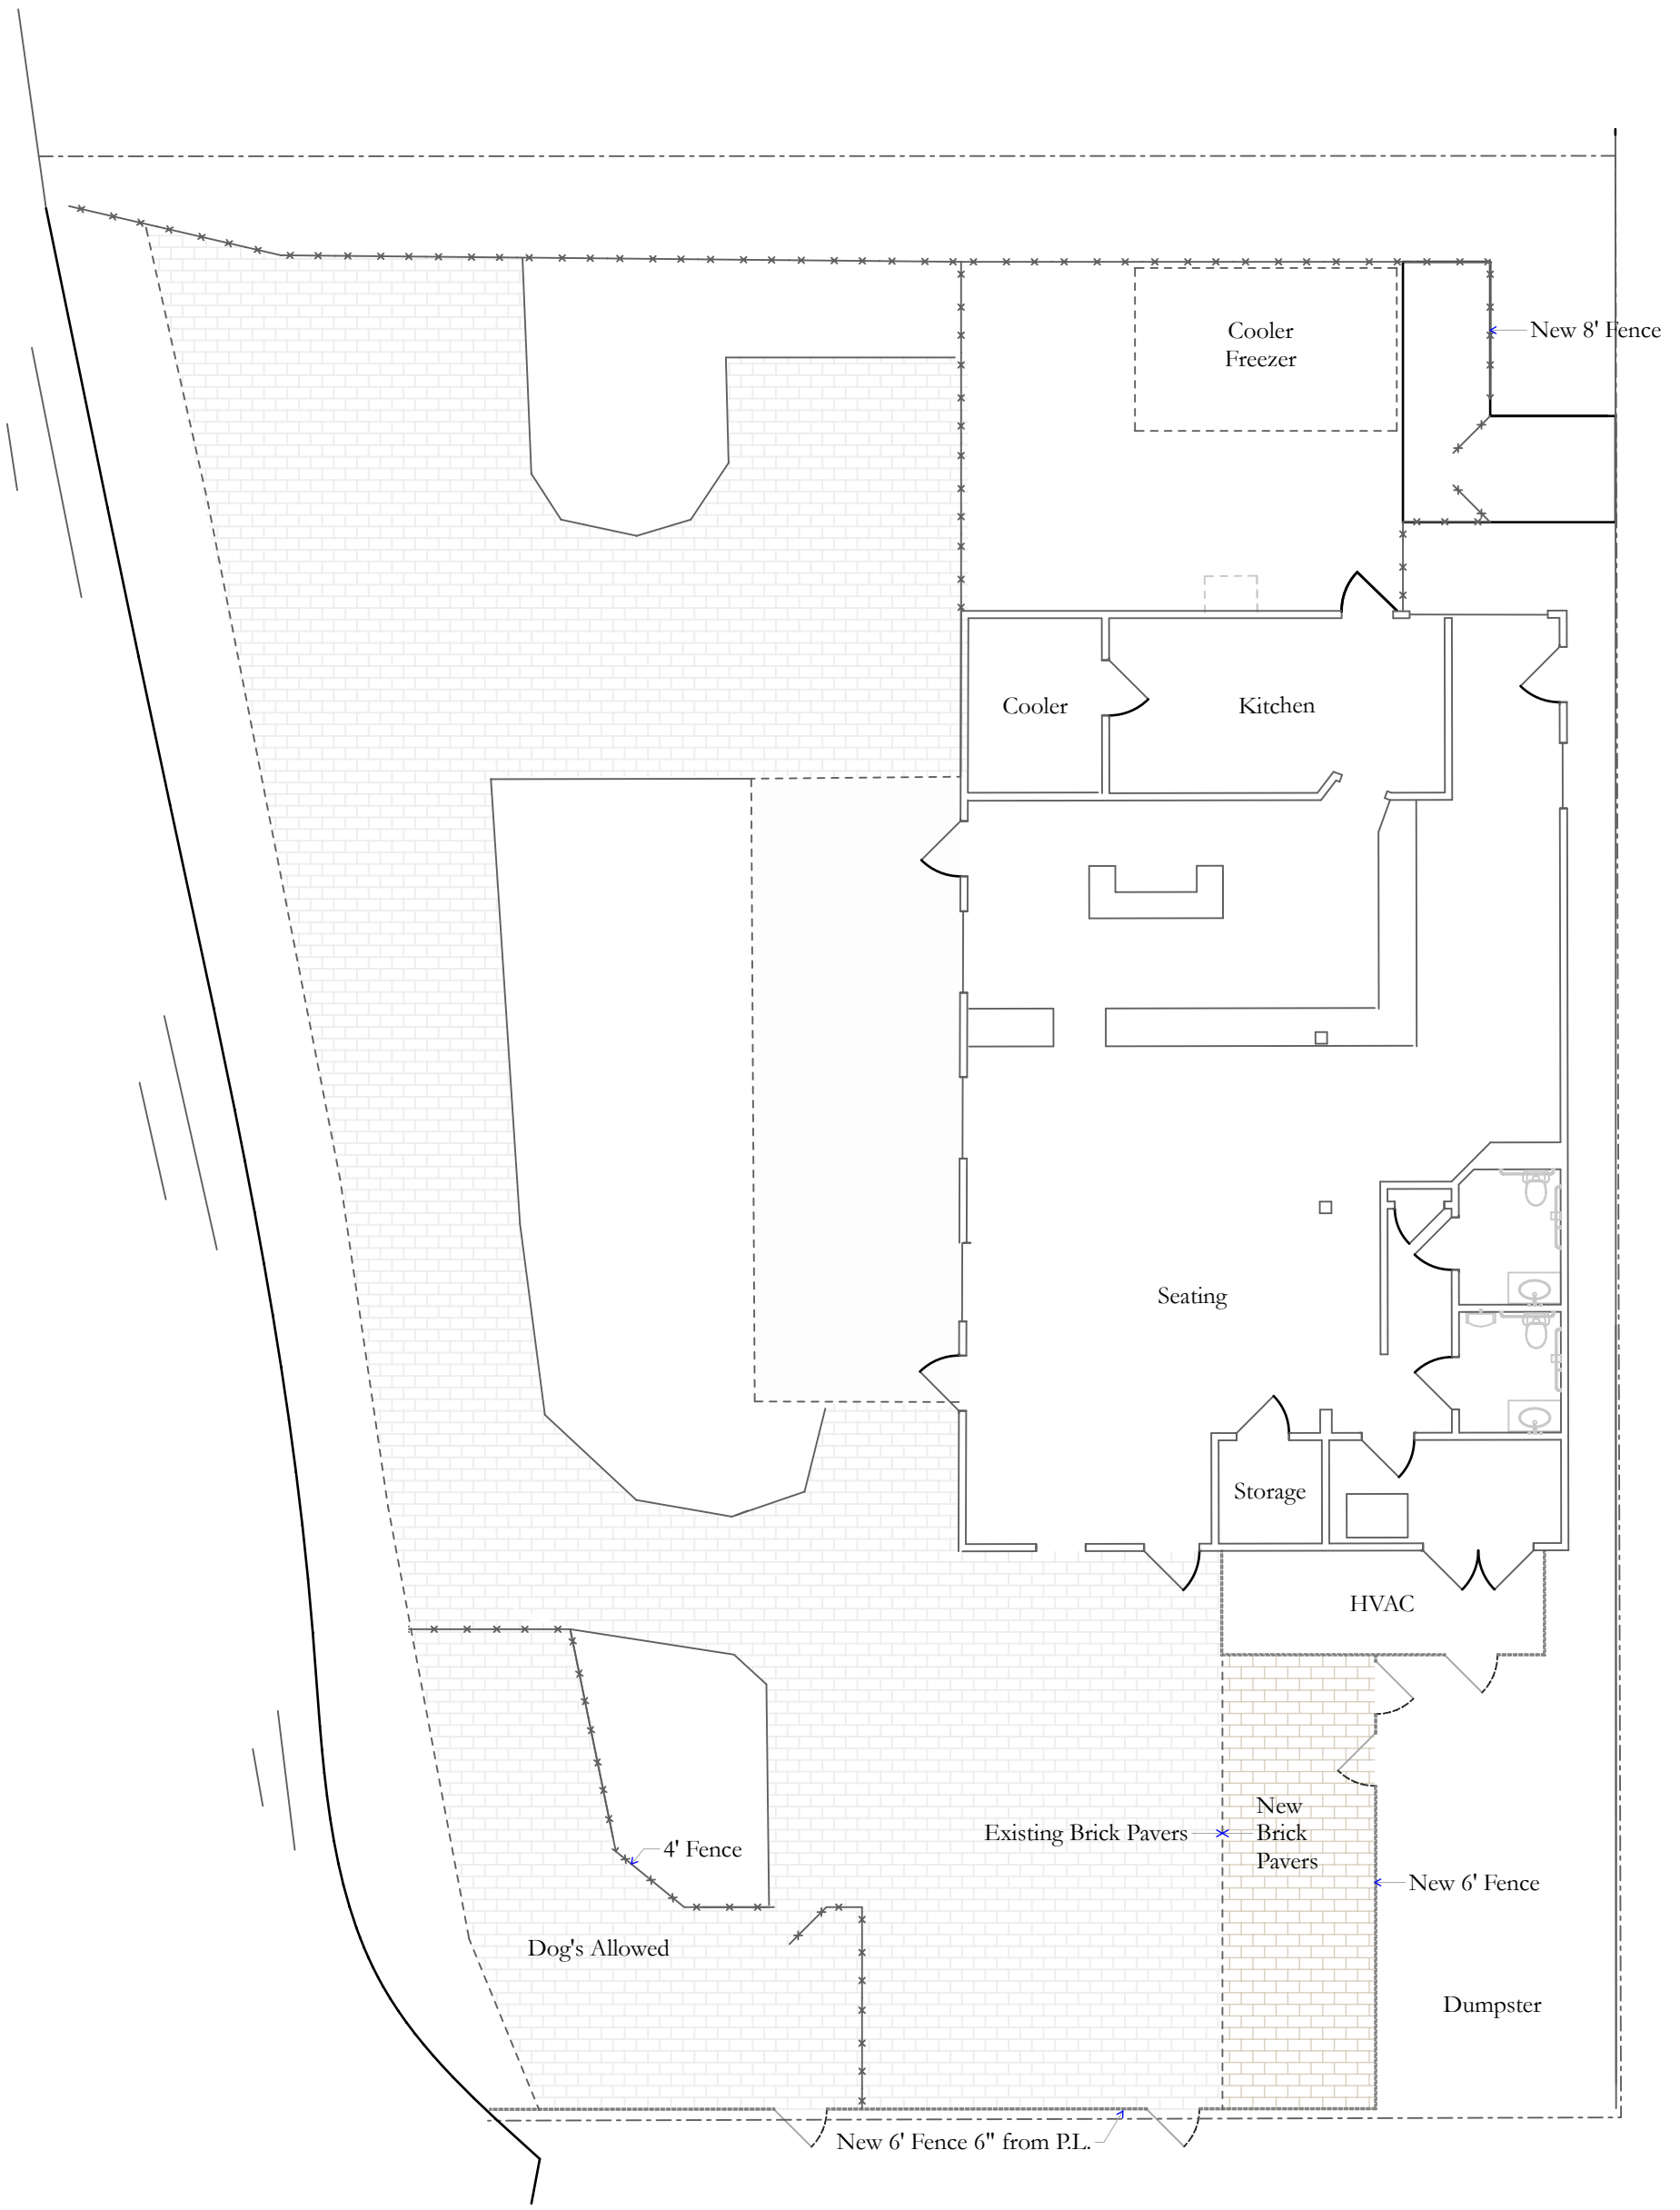 Cooler
Freezer
New 8' Fence
Cooler
Kitchen
Seating
Storage
HVAC
New
Existing Brick Pavers
Brick
Pavers
4' Fence
New 6' Fence
Dog's Allowed
Dumpster
New 6' Fence 6" from P.L.